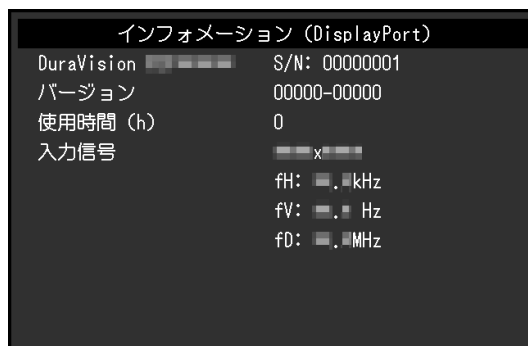 インフォメーション (DisplayPort)
DuraVision S/N: 00000001
バージョン 00000-00000
使用時間 (h) 0
入力信号 x
fH: . kHz
fV: . Hz
fD: . MHz